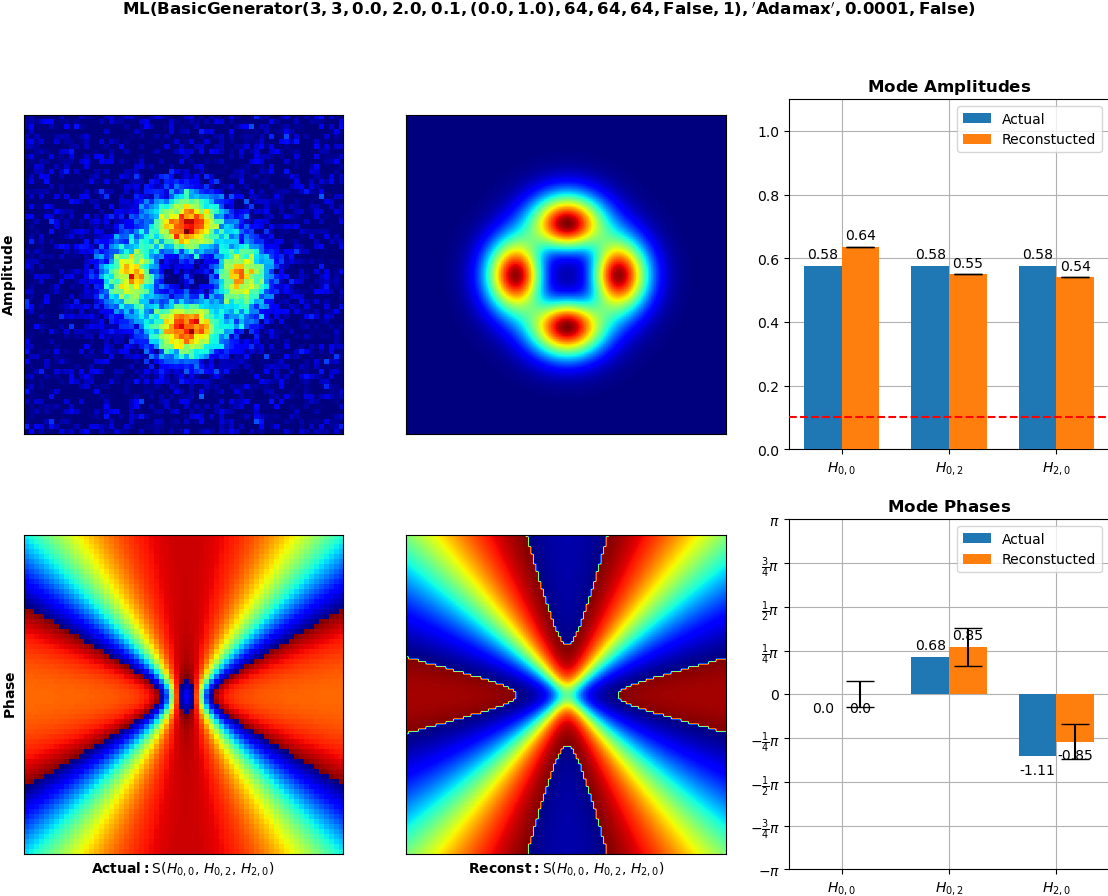 ML(BasicGenerator(3, 3, 0.0, 2.0, 0.1, (0.0, 1.0), 64, 64, 64, False, 1), 'Adamax', 0.0001, False)
Amplitude
Mode Amplitudes
Actual
Reconstucted
1.0
0.8
0.6
0.4
0.2
0.0
0.58
0.64
0.58
0.55
0.58
0.54
H0,0
H0,2
H2,0
Phase
Actual: S(H0,0, H0,2, H2,0)
Reconst: S(H0,0, H0,2, H2,0)
Mode Phases
Actual
Reconstucted
π
3/4π
1/2π
1/4π
0
−1/4π
−1/2π
−3/4π
−π
0.0
0.0
0.68
0.85
-1.11
-0.85
H0,0
H0,2
H2,0